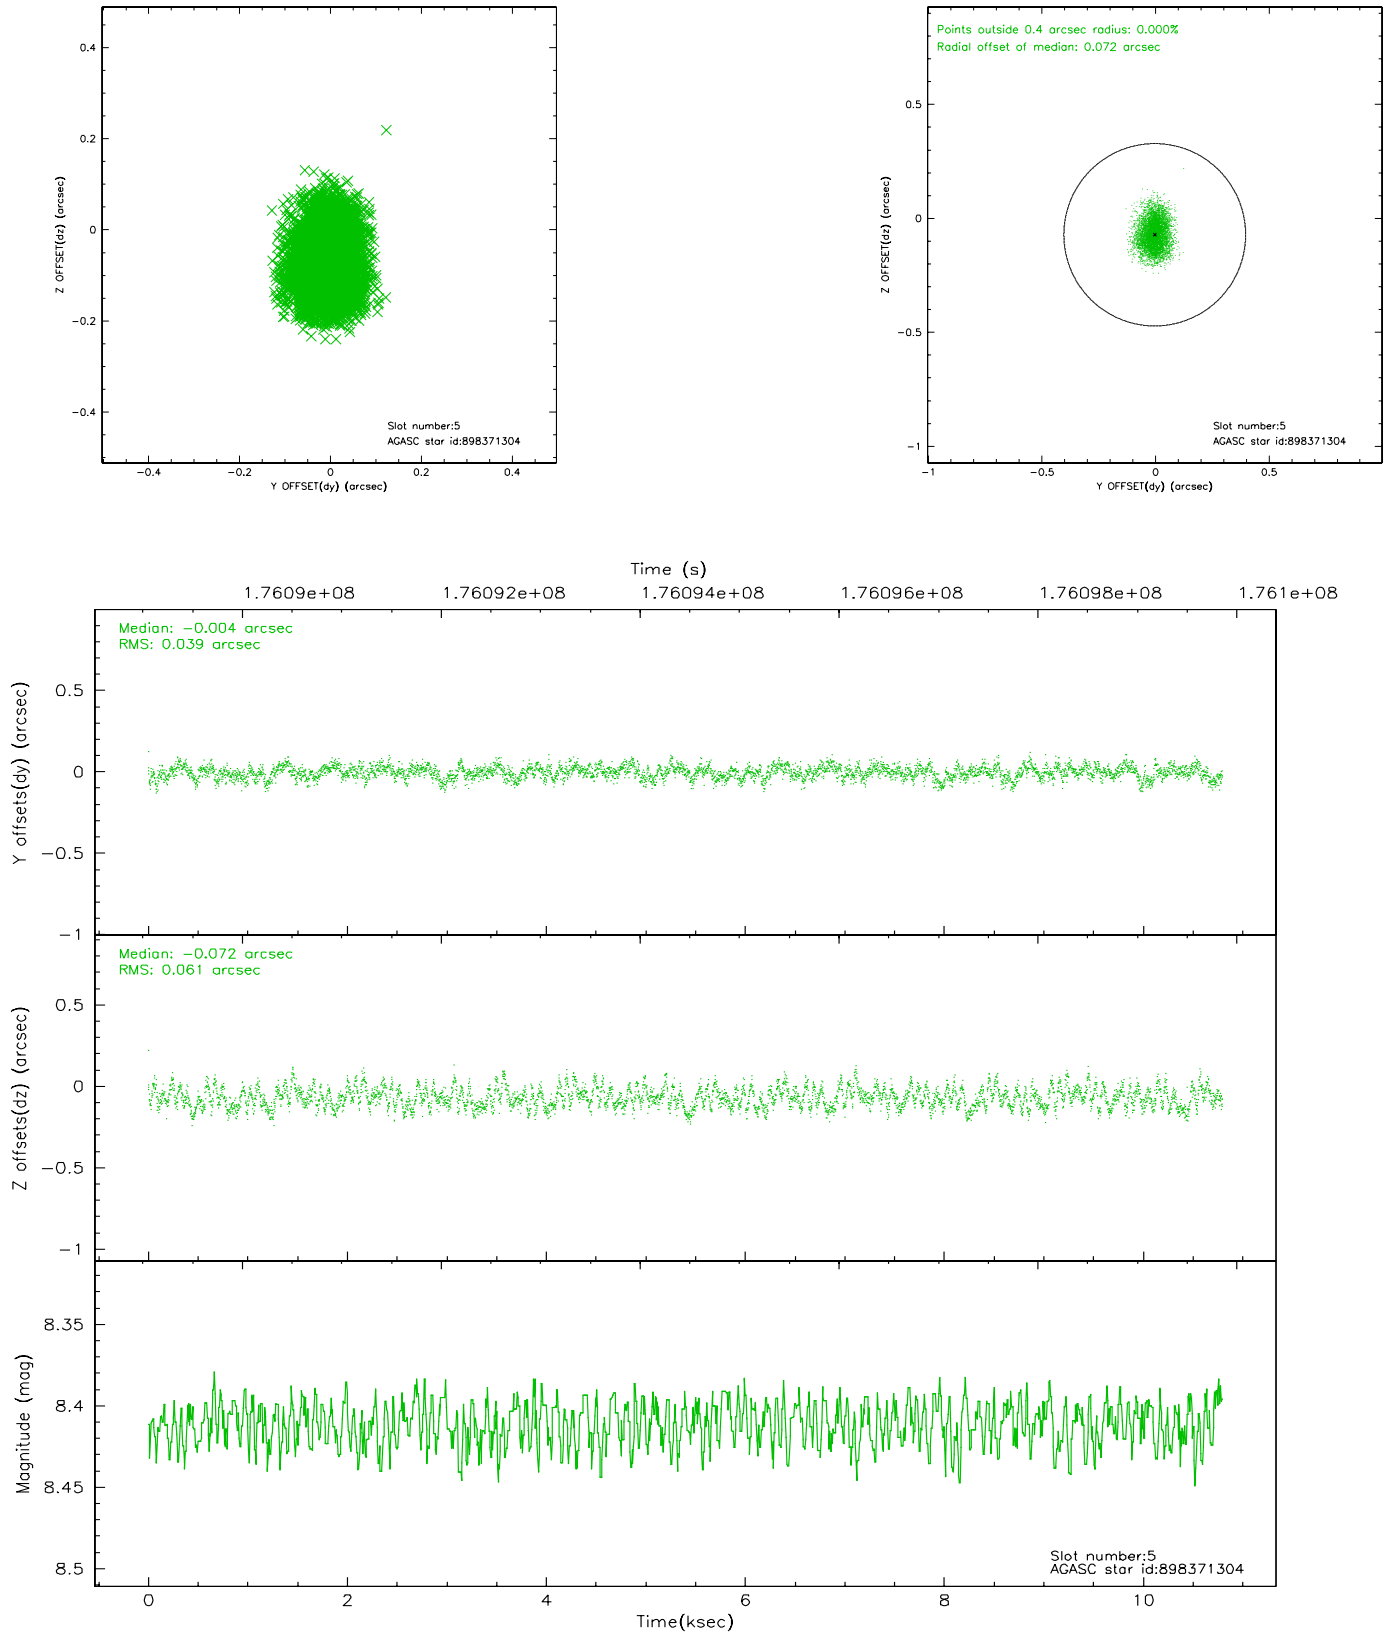 0.4
0.2
0
−0.2
−0.4
Z OFFSET(dz) (arcsec)
Slot number:5
AGASC star id:898371304
−0.4 −0.2 0 0.2 0.4
Y OFFSET(dy) (arcsec)
Points outside 0.4 arcsec radius: 0.000%
Radial offset of median: 0.072 arcsec
0.5
0
−0.5
−1
Z OFFSET(dz) (arcsec)
Slot number:5
AGASC star id:898371304
−1 −0.5 0 0.5
Y OFFSET(dy) (arcsec)
Time (s)
1.7609e+08 1.76092e+08 1.76094e+08 1.76096e+08 1.76098e+08 1.761e+08
Median: −0.004 arcsec
RMS: 0.039 arcsec
0.5
0
−0.5
−1
Y offsets(dy) (arcsec)
Median: −0.072 arcsec
RMS: 0.061 arcsec
0.5
0
−0.5
−1
Z offsets(dz) (arcsec)
8.35
8.4
8.45
8.5
Magnitude (mag)
Slot number:5
AGASC star id:898371304
0 2 4 6 8 10
Time(ksec)